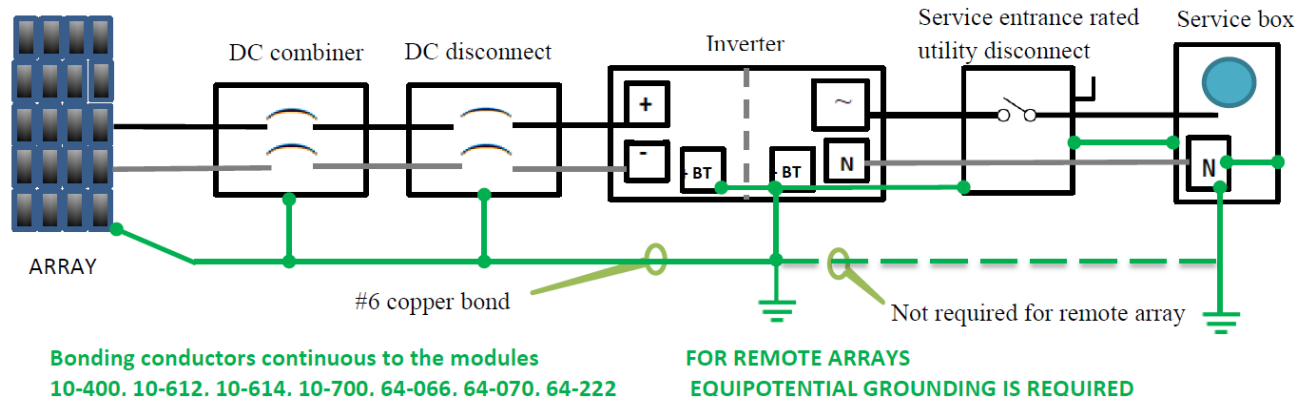 Service entrance rated
utility disconnect
Service box
DC combiner
DC disconnect
Inverter
+
~
-
- BT
- BT
N
N
ARRAY
#6 copper bond
Not required for remote array
Bonding conductors continuous to the modules
10-400, 10-612, 10-614, 10-700, 64-066, 64-070, 64-222
FOR REMOTE ARRAYS
EQUIPOTENTIAL GROUNDING IS REQUIRED